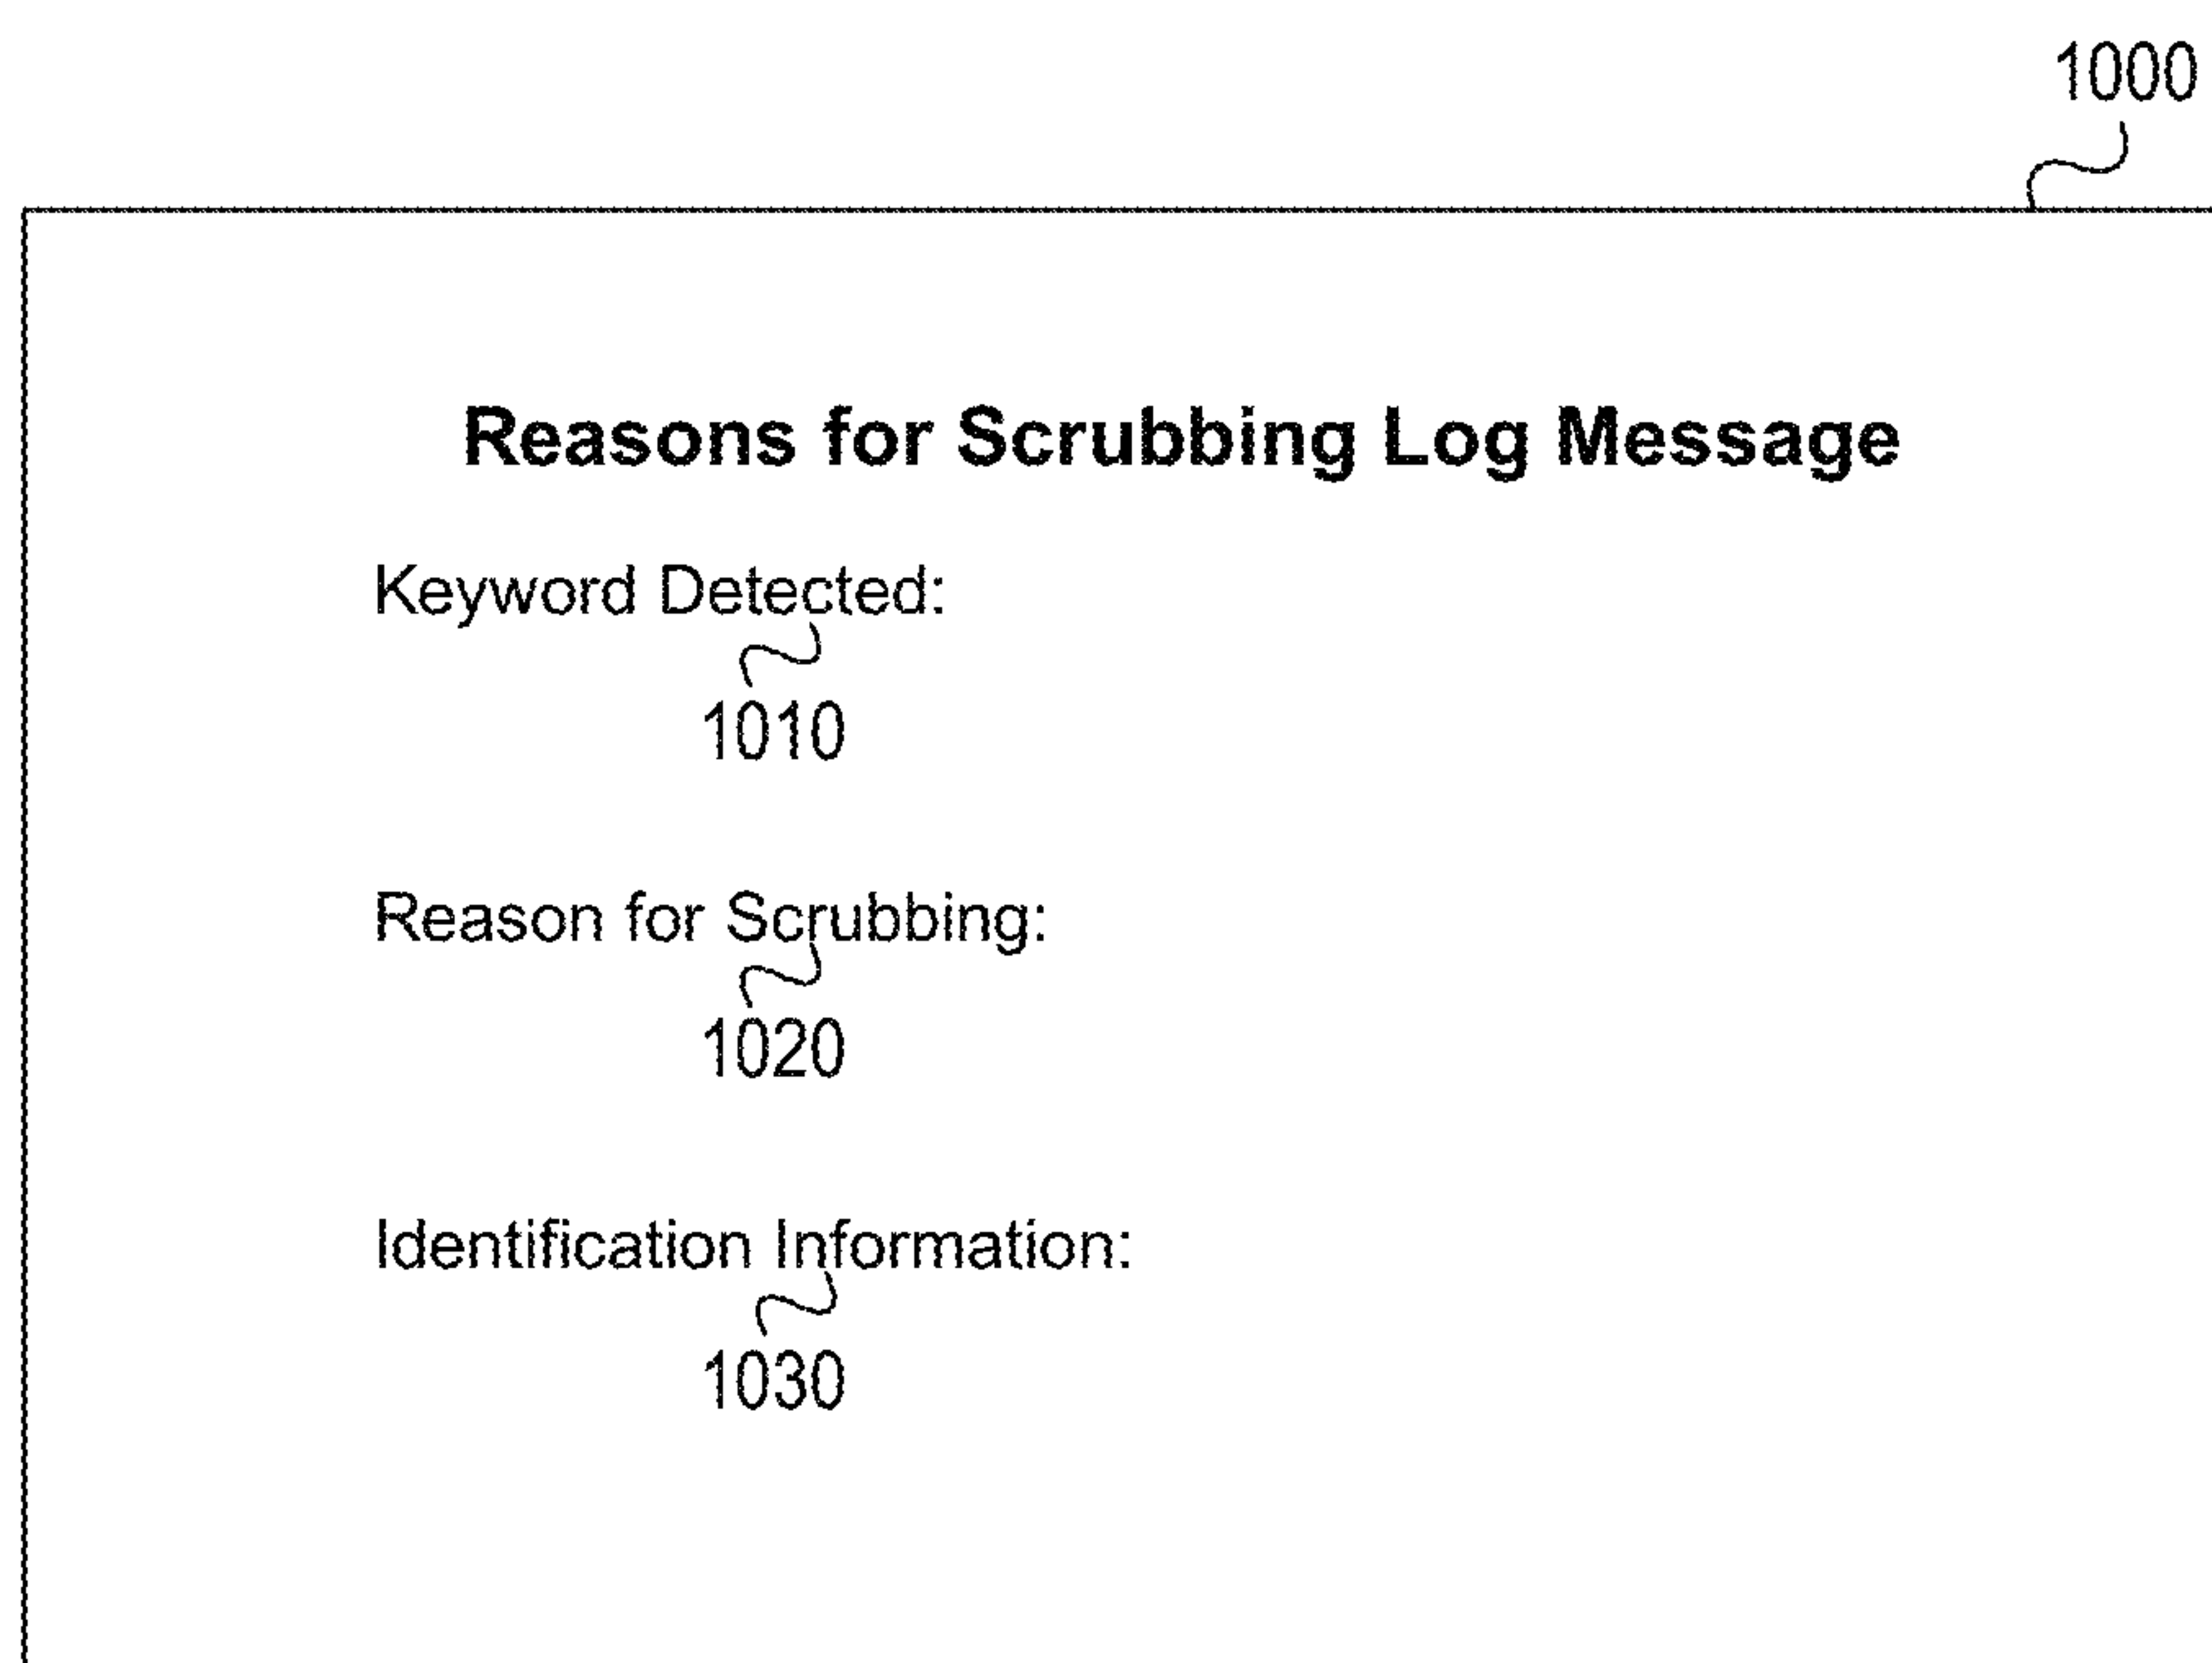 1000
Reasons for Scrubbing Log Message
Keyword Detected:
1010
Reason for Scrubbing:
1020
Identification Information:
1030